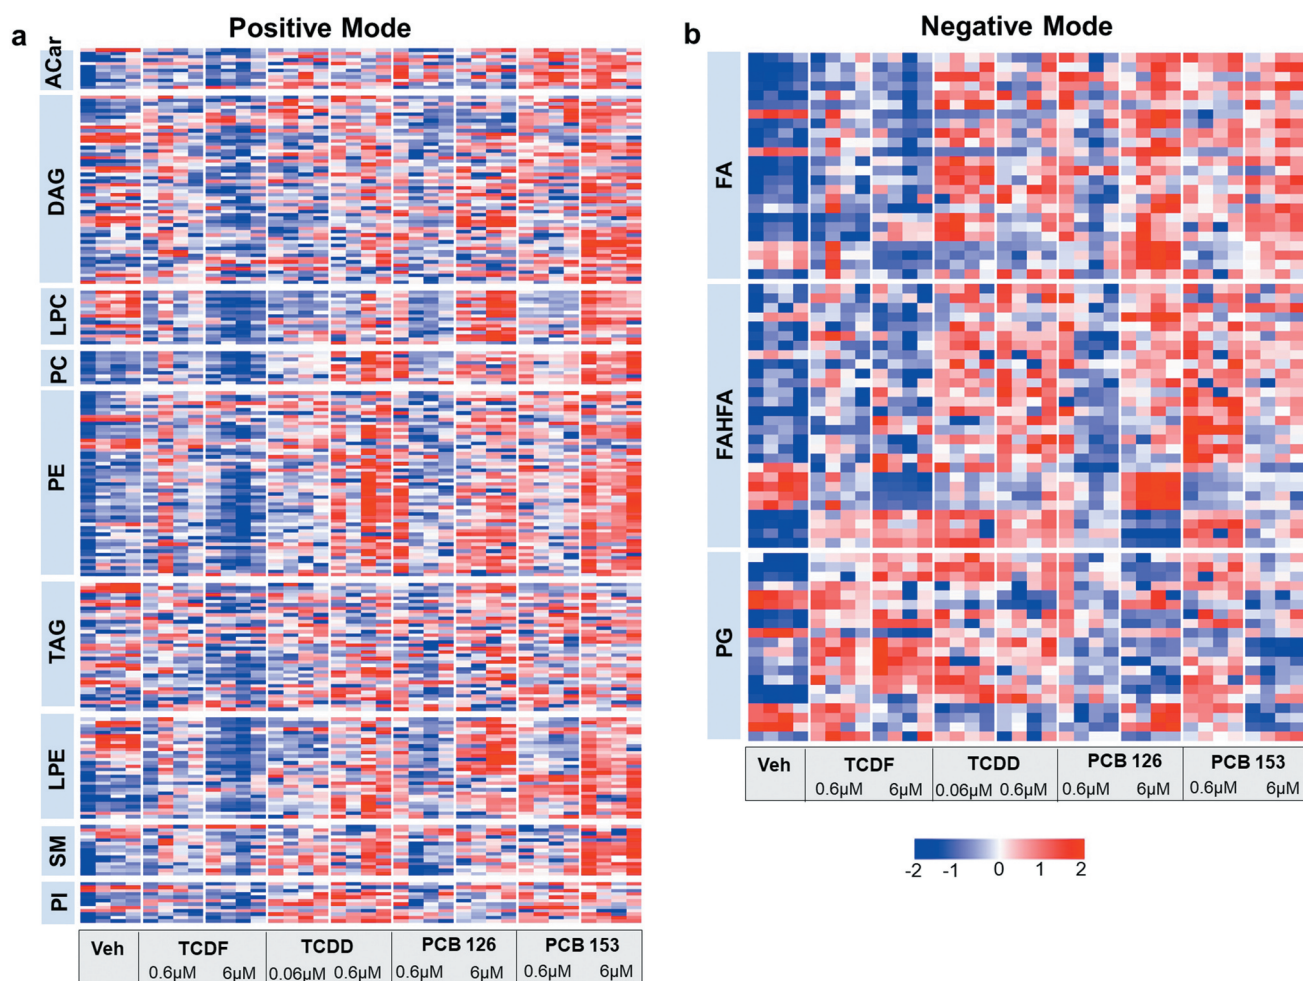 a
Positive Mode
ACar
DAG
LPC
PC
PE
TAG
LPE
SM
PI
Veh
TCDF
TCDD
PCB 126
PCB 153
0.6µM
6µM
0.06µM
0.6µM
0.6µM
6µM
0.6µM
6µM
b
Negative Mode
FA
FAHFA
PG
Veh
TCDF
TCDD
PCB 126
PCB 153
0.6µM
6µM
0.06µM
0.6µM
0.6µM
6µM
0.6µM
6µM
-2
-1
0
1
2